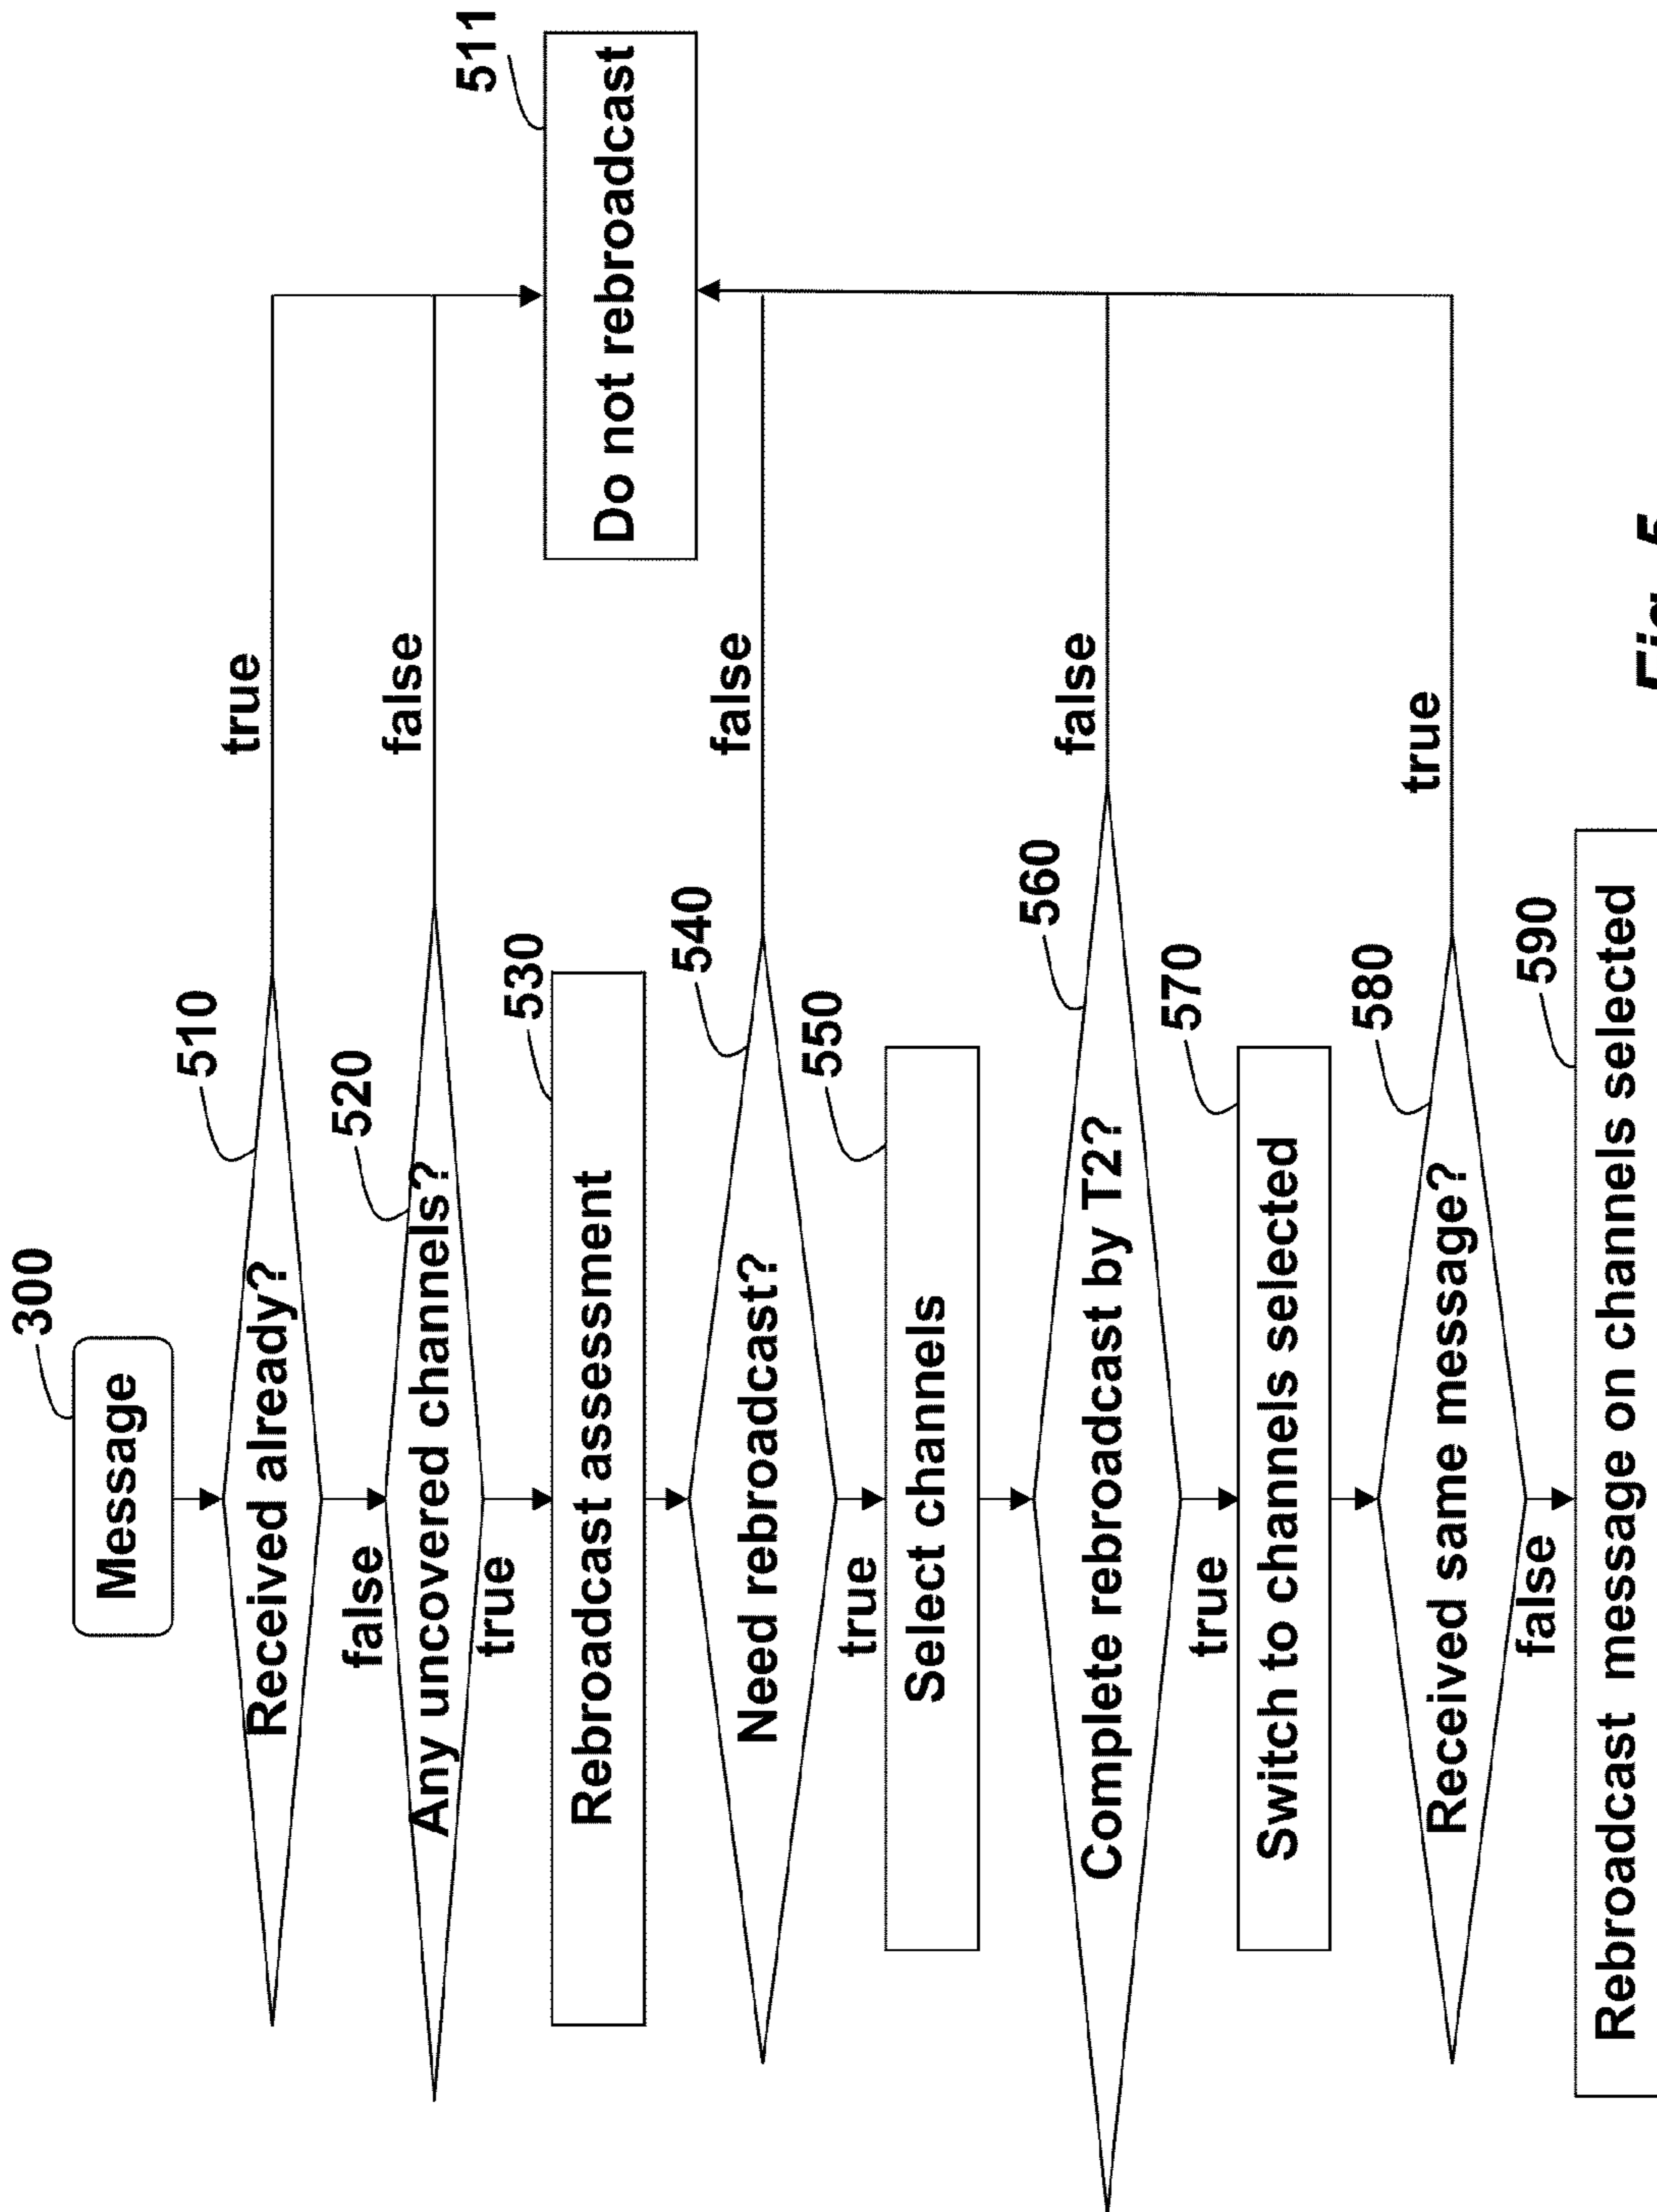 300
Message
510
Received already?
true
false
520
Any uncovered channels?
false
true
511
Do not rebroadcast
530
Rebroadcast assessment
540
Need rebroadcast?
false
true
550
Select channels
560
Complete rebroadcast by T2?
false
true
570
Switch to channels selected
580
Received same message?
true
false
590
Rebroadcast message on channels selected